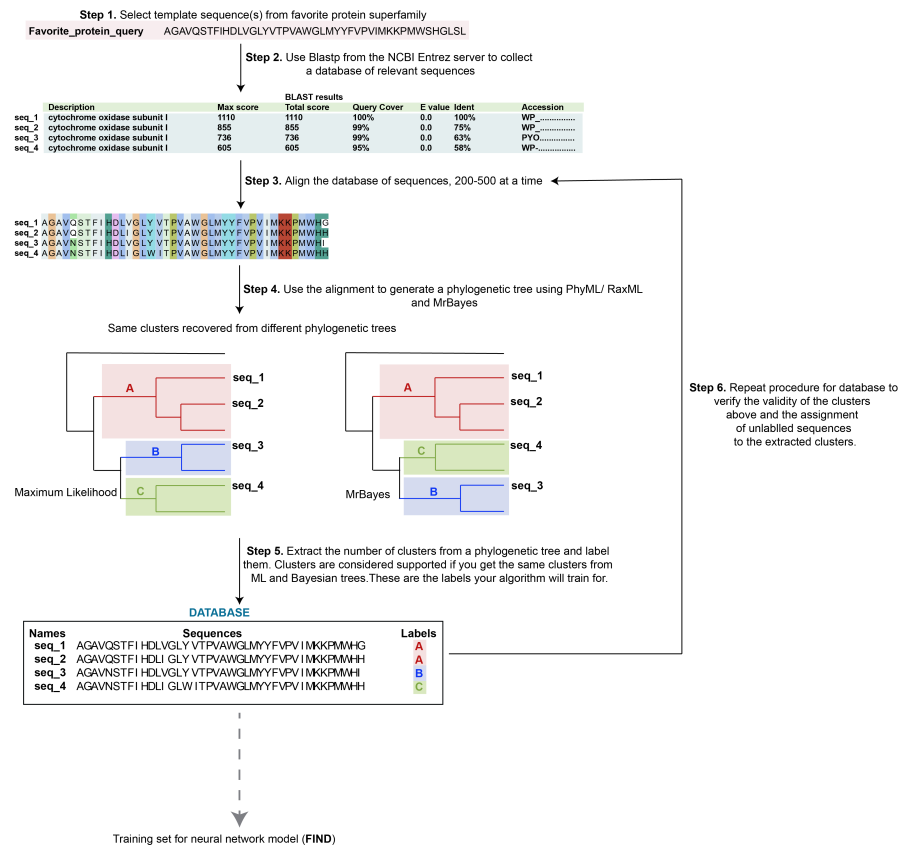 Step 1. Select template sequence(s) from favorite protein superfamily
Favorite_protein_query AGAVQSTFIHDLVGLYVTPVAWGLMYYFVPVIMKKPMWSHGLSL
Step 2. Use Blastp from the NCBI Entrez server to collect
a database of relevant sequences
BLAST results
Description Max score Total score Query Cover E value Ident Accession
seq_1 cytochrome oxidase subunit I 1110 1110 100% 0.0 100% WP_...............
seq_2 cytochrome oxidase subunit I 855 855 99% 0.0 75% WP_...............
seq_3 cytochrome oxidase subunit I 736 736 99% 0.0 63% PYO...............
seq_4 cytochrome oxidase subunit I 605 605 95% 0.0 58% WP-...............
Step 3. Align the database of sequences, 200-500 at a time
seq_1 AGAVQSTFIHDLVGLYVTPVAWGLMYYFVPVIMKKPMWHG
seq_2 AGAVQSTFIHDLIGLYVTPVAWGLMYYFVPVIMKKPMWHH
seq_3 AGAVNSTFIHDLVGLYVTPVAWGLMYYFVPVIMKKPMWHI
seq_4 AGAVNSTFIHDLIGLWITPVAWGLMYYFVPVIMKKPMWHH
Step 4. Use the alignment to generate a phylogenetic tree using PhyML/ RaxML
and MrBayes
Same clusters recovered from different phylogenetic trees
A
seq_1
seq_2
B
seq_3
C
seq_4
Maximum Likelihood
A
seq_1
seq_2
C
seq_4
B
seq_3
MrBayes
Step 6. Repeat procedure for database to
verify the validity of the clusters
above and the assignment
of unlablled sequences
to the extracted clusters.
Step 5. Extract the number of clusters from a phylogenetic tree and label
them. Clusters are considered supported if you get the same clusters from
ML and Bayesian trees.These are the labels your algorithm will train for.
DATABASE
Names Sequences Labels
seq_1 AGAVQSTFIHDLVGLYVTPVAWGLMYYFVPVIMKKPMWHG A
seq_2 AGAVQSTFIHDLIGLYVTPVAWGLMYYFVPVIMKKPMWHH A
seq_3 AGAVNSTFIHDLVGLYVTPVAWGLMYYFVPVIMKKPMWHI B
seq_4 AGAVNSTFIHDLIGLWITPVAWGLMYYFVPVIMKKPMWHH C
Training set for neural network model (FIND)